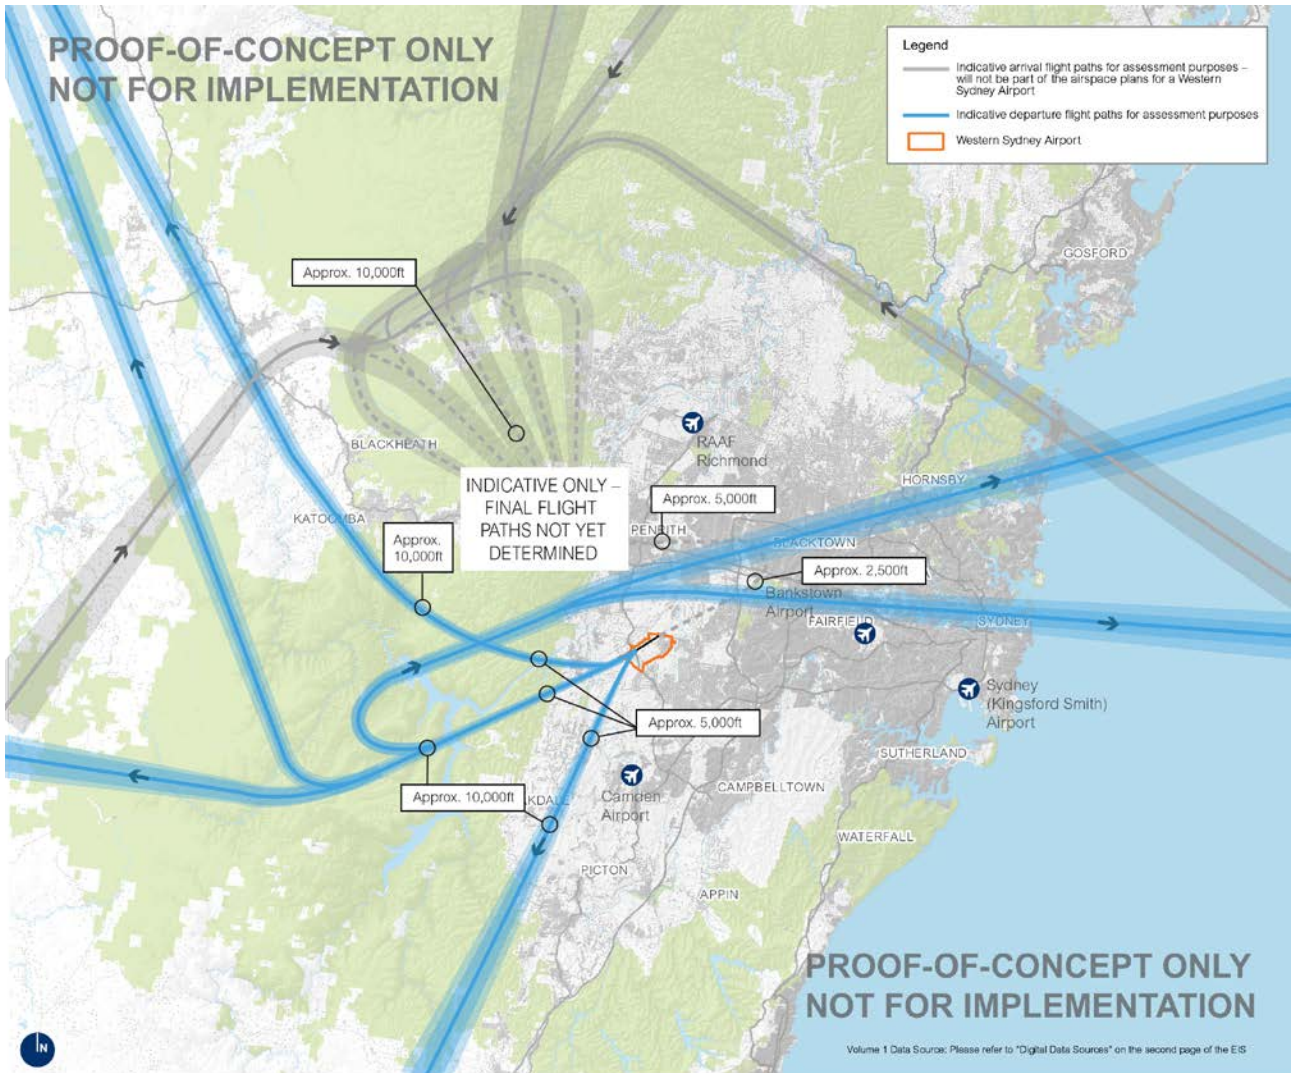 PROOF-OF-CONCEPT ONLY
NOT FOR IMPLEMENTATION
Legend
Indicative arrival flight paths for assessment purposes –
will not be part of the airspace plans for a Western
Sydney Airport
Indicative departure flight paths for assessment purposes
Western Sydney Airport
GOSFORD
Approx. 10,000ft
BLACKHEATH
RAAF
Richmond
HORNSBY
INDICATIVE ONLY –
FINAL FLIGHT
PATHS NOT YET
DETERMINED
Approx. 5,000ft
KATOOMBA
PENRITH
Approx.
10,000ft
BLACKTOWN
Approx. 2,500ft
Bankstown
Airport
FAIRFIELD
SYDNEY
Sydney
(Kingsford Smith)
Airport
Approx. 5,000ft
SUTHERLAND
Approx. 10,000ft
KDALE
Camden
Airport
CAMPBELLTOWN
WATERFALL
PICTON
APPIN
PROOF-OF-CONCEPT ONLY
NOT FOR IMPLEMENTATION
N
Volume 1 Data Source: Please refer to "Digital Data Sources" on the second page of the EIS